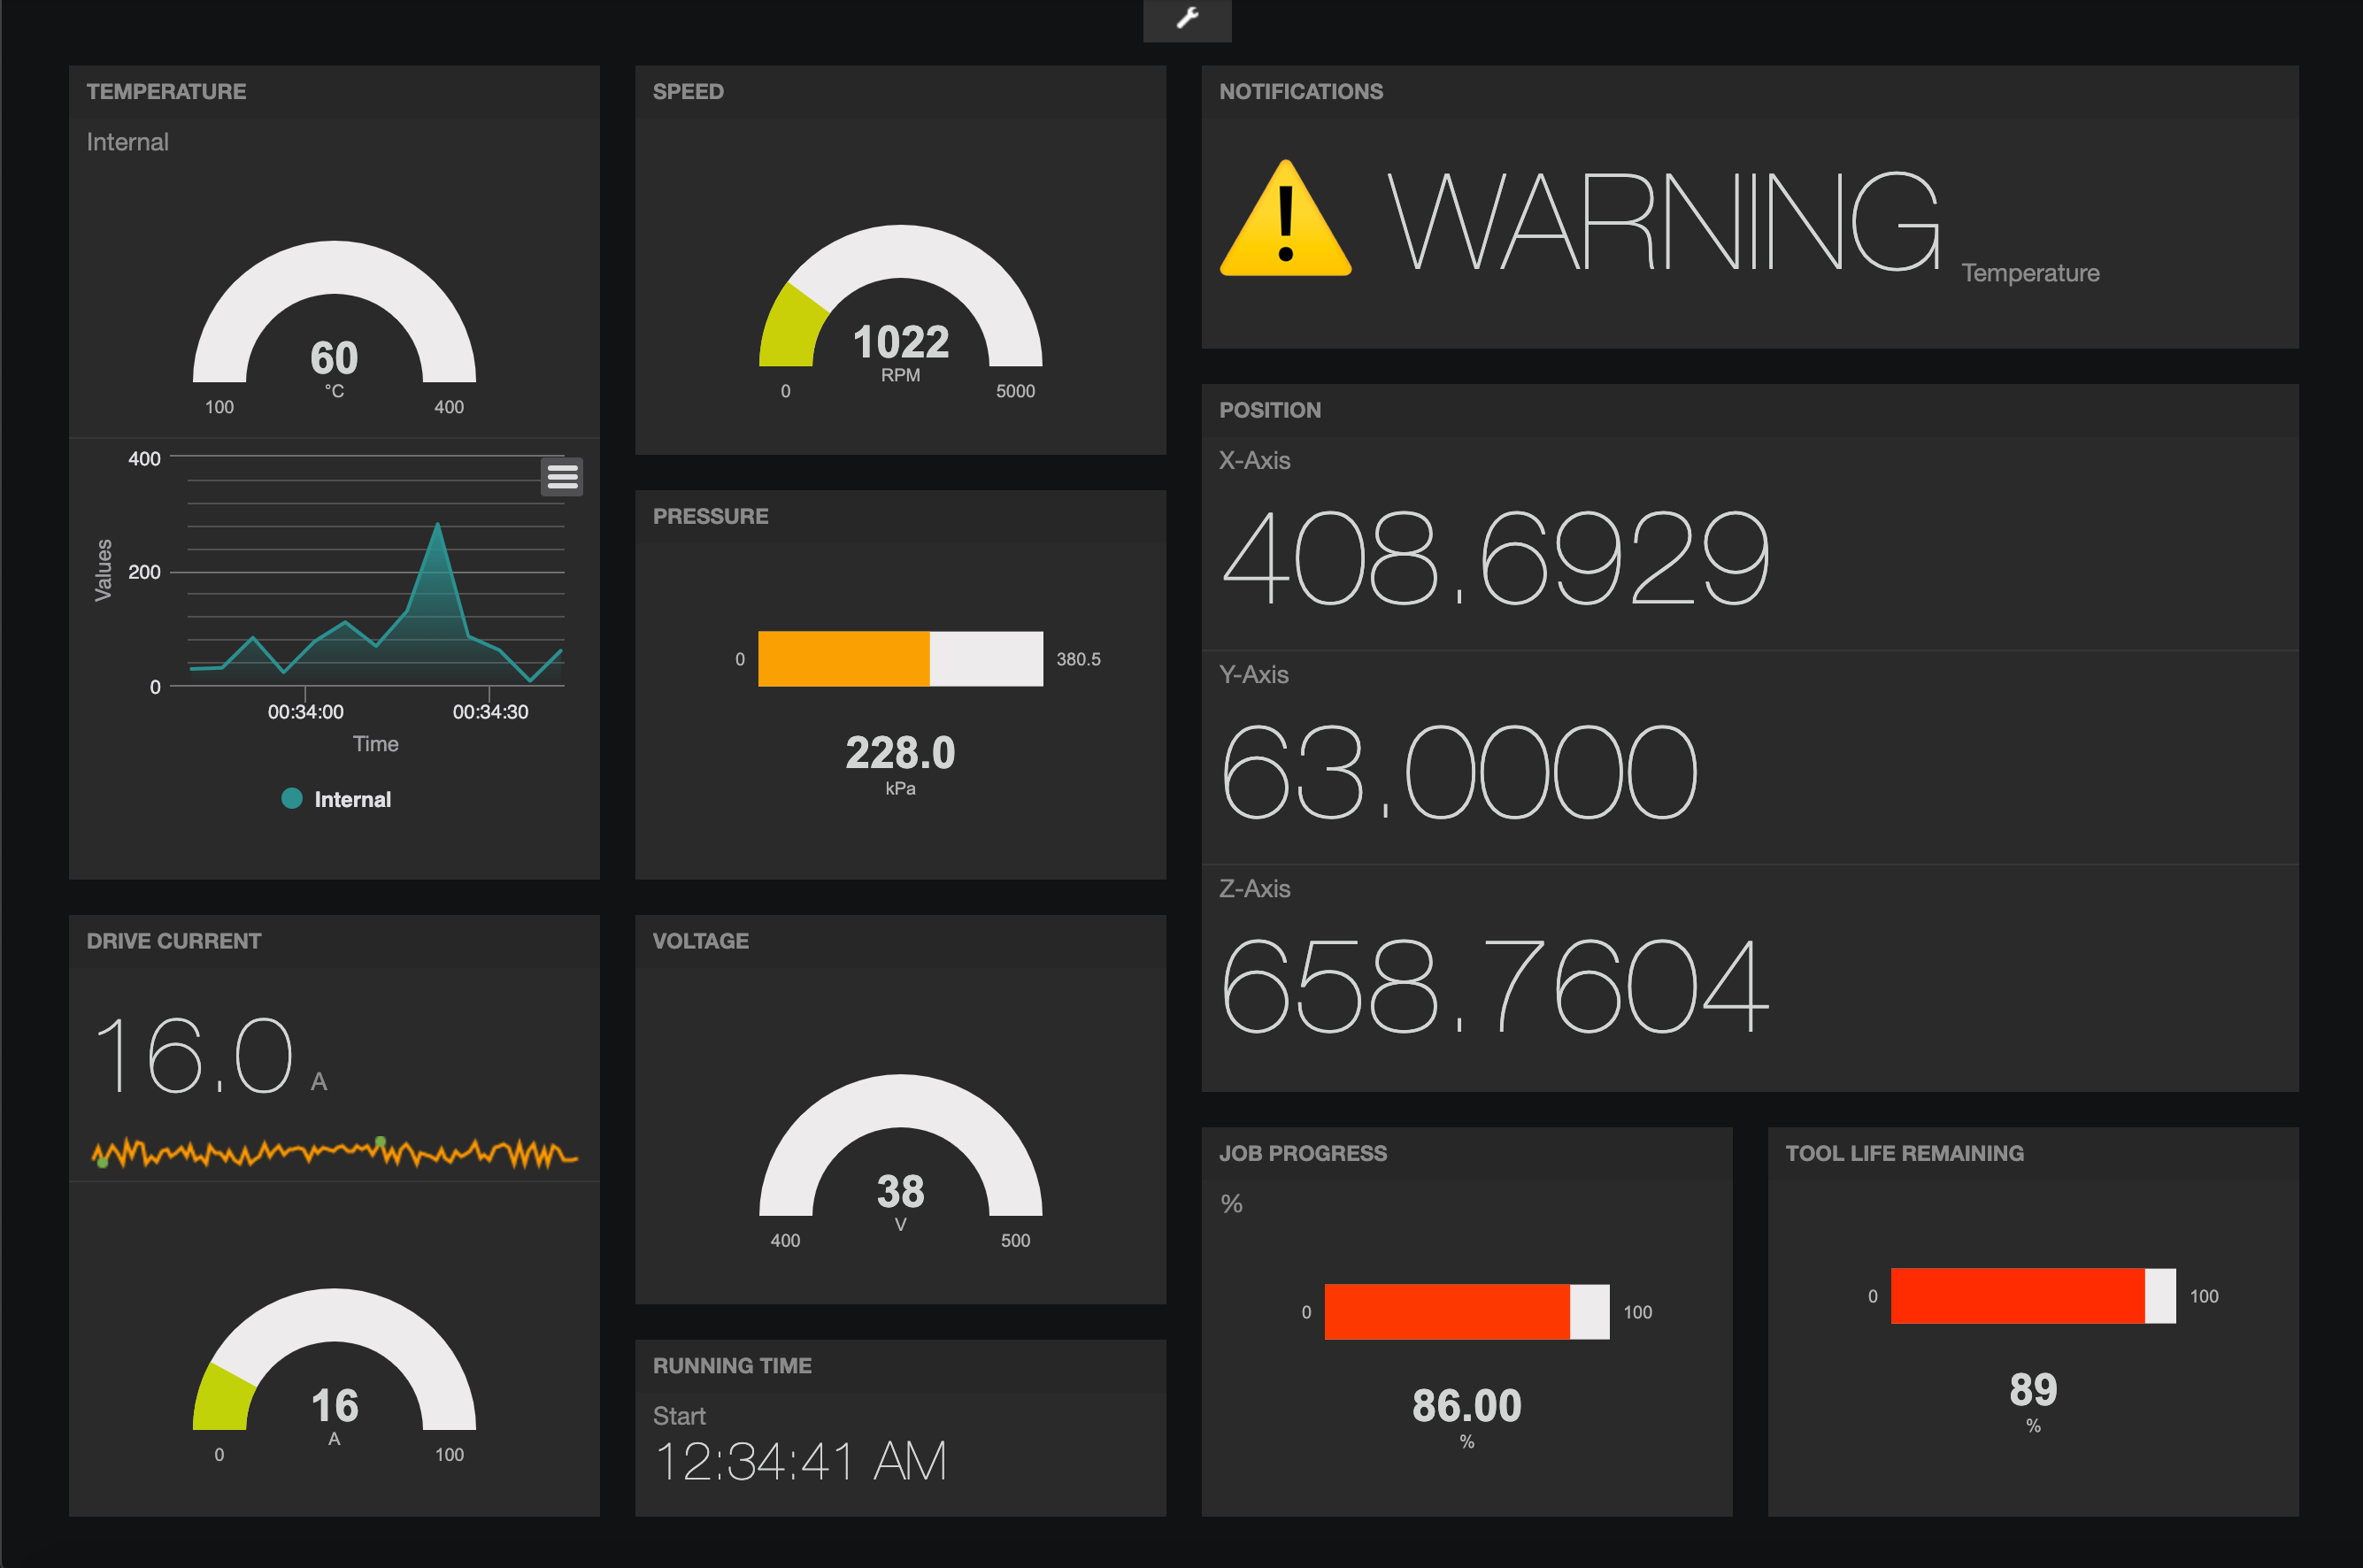 TEMPERATURE
Internal
60
°C
100 400
400
200
0
Values
00:34:00 00:34:30
Time
Internal
SPEED
1022
RPM
0 5000
PRESSURE
0 380.5
228.0
kPa
NOTIFICATIONS
WARNING Temperature
POSITION
X-Axis
408.6929
Y-Axis
63.0000
Z-Axis
658.7604
DRIVE CURRENT
16.0 A
16
A
0 100
VOLTAGE
38
V
400 500
RUNNING TIME
Start
12:34:41 AM
JOB PROGRESS
%
0 100
86.00
%
TOOL LIFE REMAINING
0 100
89
%